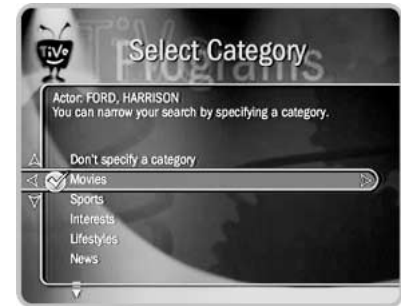 TiVo
Select Category
Programs
Actor: FORD, HARRISON
You can narrow your search by specifying a category.
Don't specify a category
Movies
Sports
Interests
Lifestyles
News